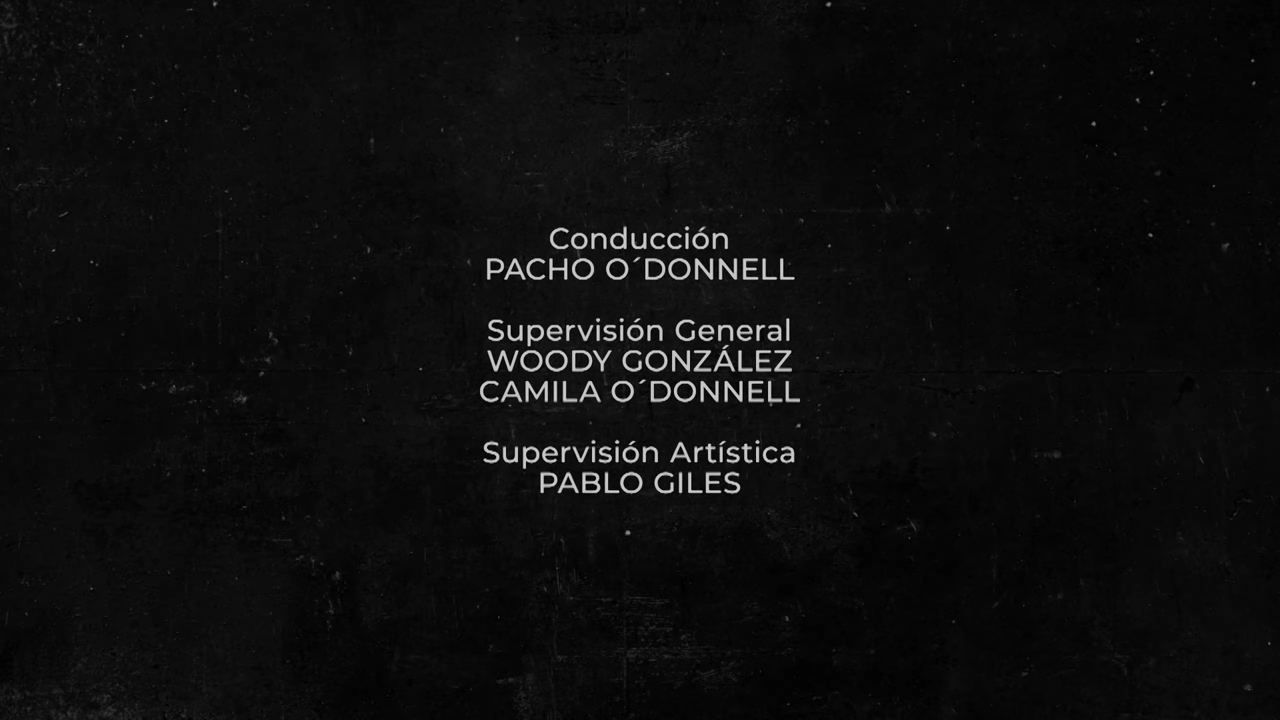 Conducción
PACHO O´DONNELL
Supervisión General
WOODY GONZÁLEZ
CAMILA O´DONNELL
Supervisión Artística
PABLO GILES